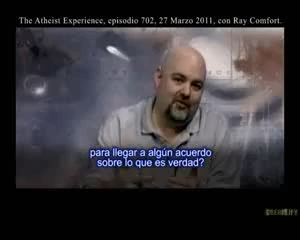 The Atheist Experience, episodio 702, 27 Marzo 2011, con Ray Comfort.
para llegar a algún acuerdo
sobre lo que es verdad?